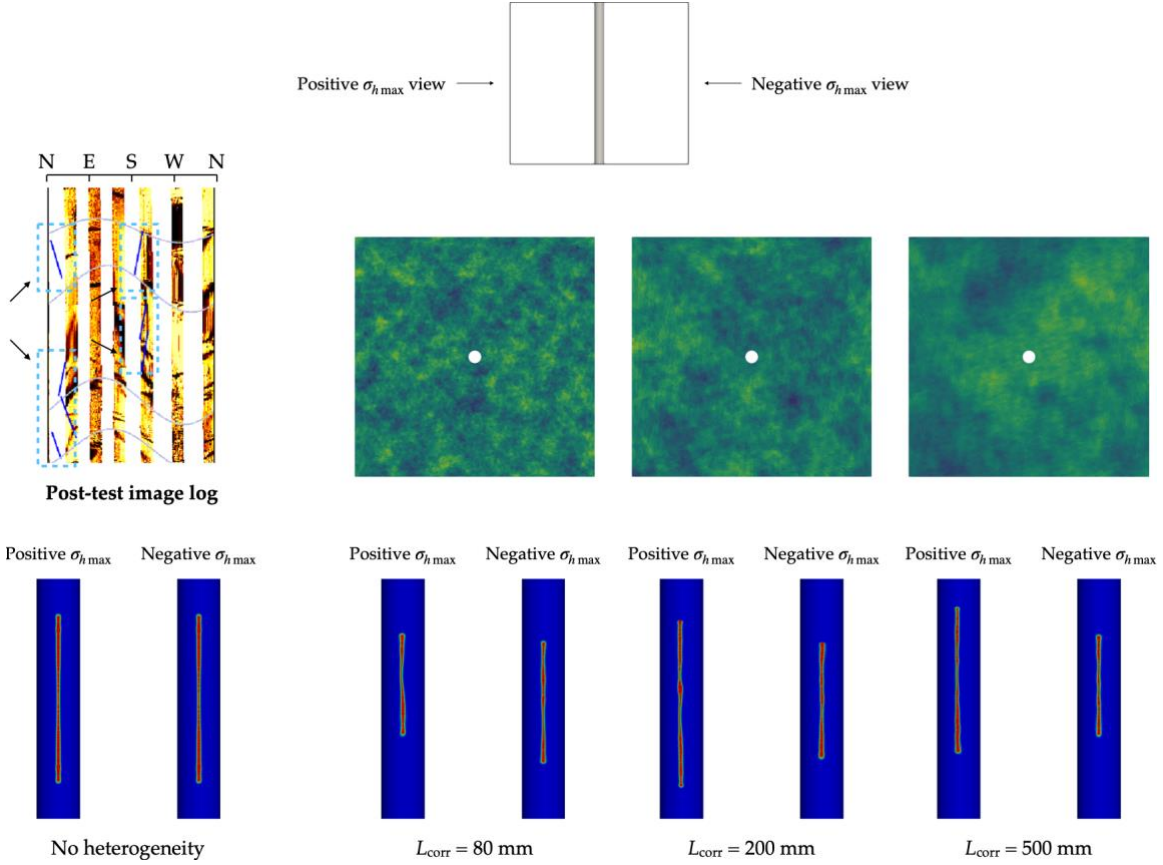 Positive σh max view
Negative σh max view
N E S W N
Post-test image log
Positive σh max
Negative σh max
Positive σh max
Negative σh max
Positive σh max
Negative σh max
Positive σh max
Negative σh max
No heterogeneity
Lcorr = 80 mm
Lcorr = 200 mm
Lcorr = 500 mm